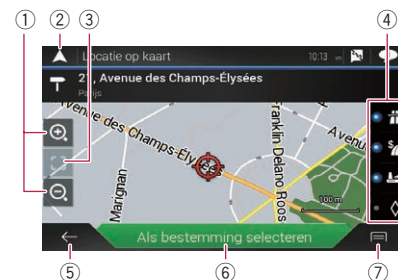 ① ② ③ ④
Locatie op kaart 10:13
21, Avenue des Champs-Élysées
Parijs
Avenue des Champs-Ély
Franklin Delano Roos
Avenu
Marignan
100 m
Als bestemming selecteren
⑤ ⑥ ⑦